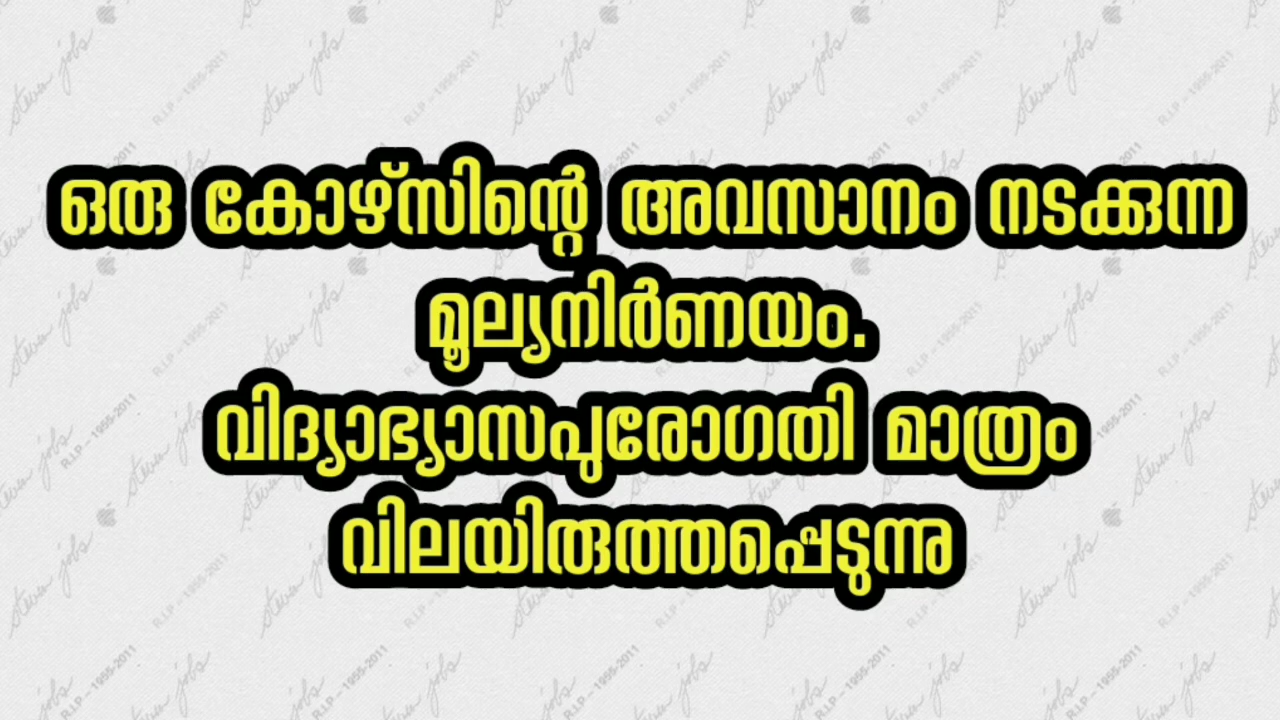 ഒരു കോഴ്സിന്റെ അവസാനം നടക്കുന്ന
മൂല്യനിർണയം.
വിദ്യാഭ്യാസപുരോഗതി മാത്രം
വിലയിരുത്തപ്പെടുന്നു